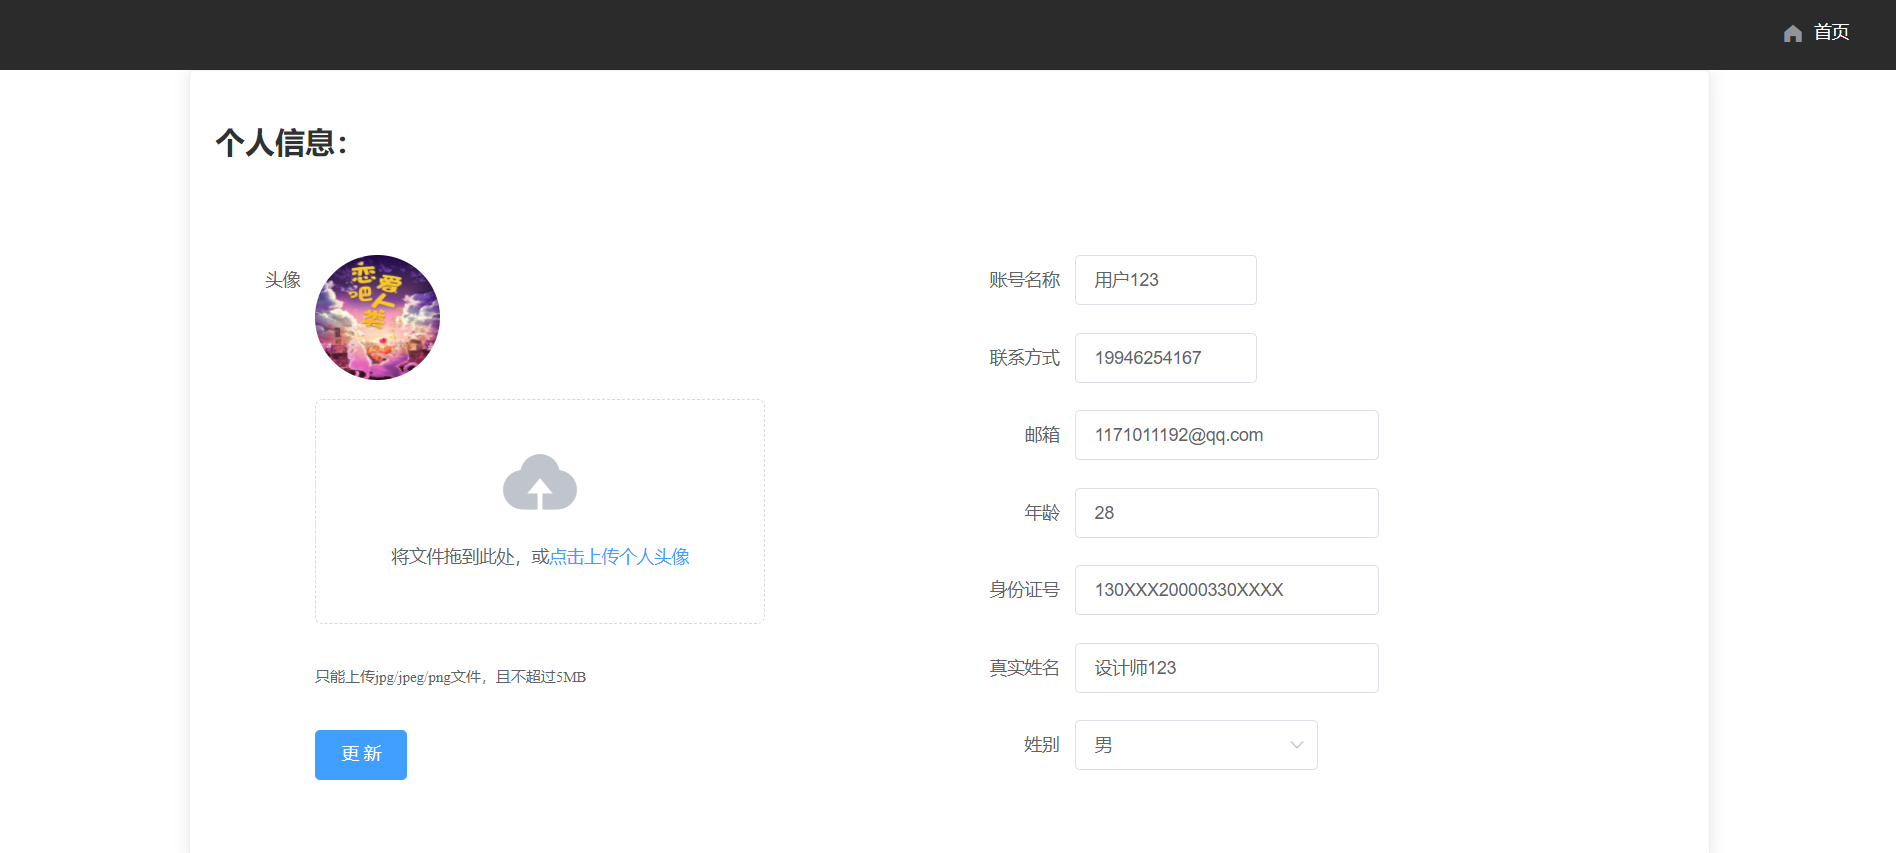 首页
个人信息：
头像
恋爱
吧人
类
将文件拖到此处，或点击上传个人头像
只能上传jpg/jpeg/png文件，且不超过5MB
更新
账号名称 用户123
联系方式 19946254167
邮箱 1171011192@qq.com
年龄 28
身份证号 130XXX20000330XXXX
真实姓名 设计师123
姓别 男